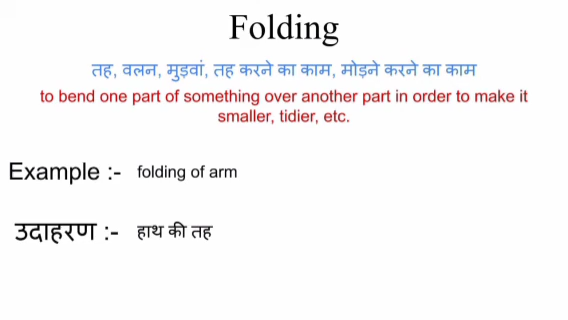 Folding
तह, वलन, मुड़वां, तह करने का काम, मोड़ने करने का काम
to bend one part of something over another part in order to make it
smaller, tidier, etc.
Example :- folding of arm
उदाहरण :- हाथ की तह